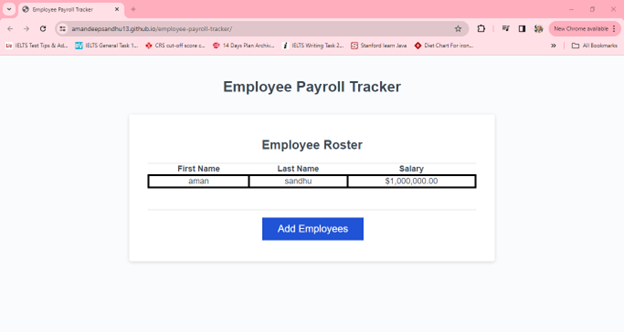 Employee Payroll Tracker
amandeepsandhu13.github.io/employee-payroll-tracker/
New Chrome available
IELTS Test Tips & Ad...
IELTS General Task 1...
CRS cut-off score c...
14 Days Plan Archiv...
IELTS Writing Task 2...
Stanford learn Java
Diet Chart For non...
All Bookmarks
Employee Payroll Tracker
Employee Roster
First Name Last Name Salary
aman sandhu $1,000,000.00
Add Employees